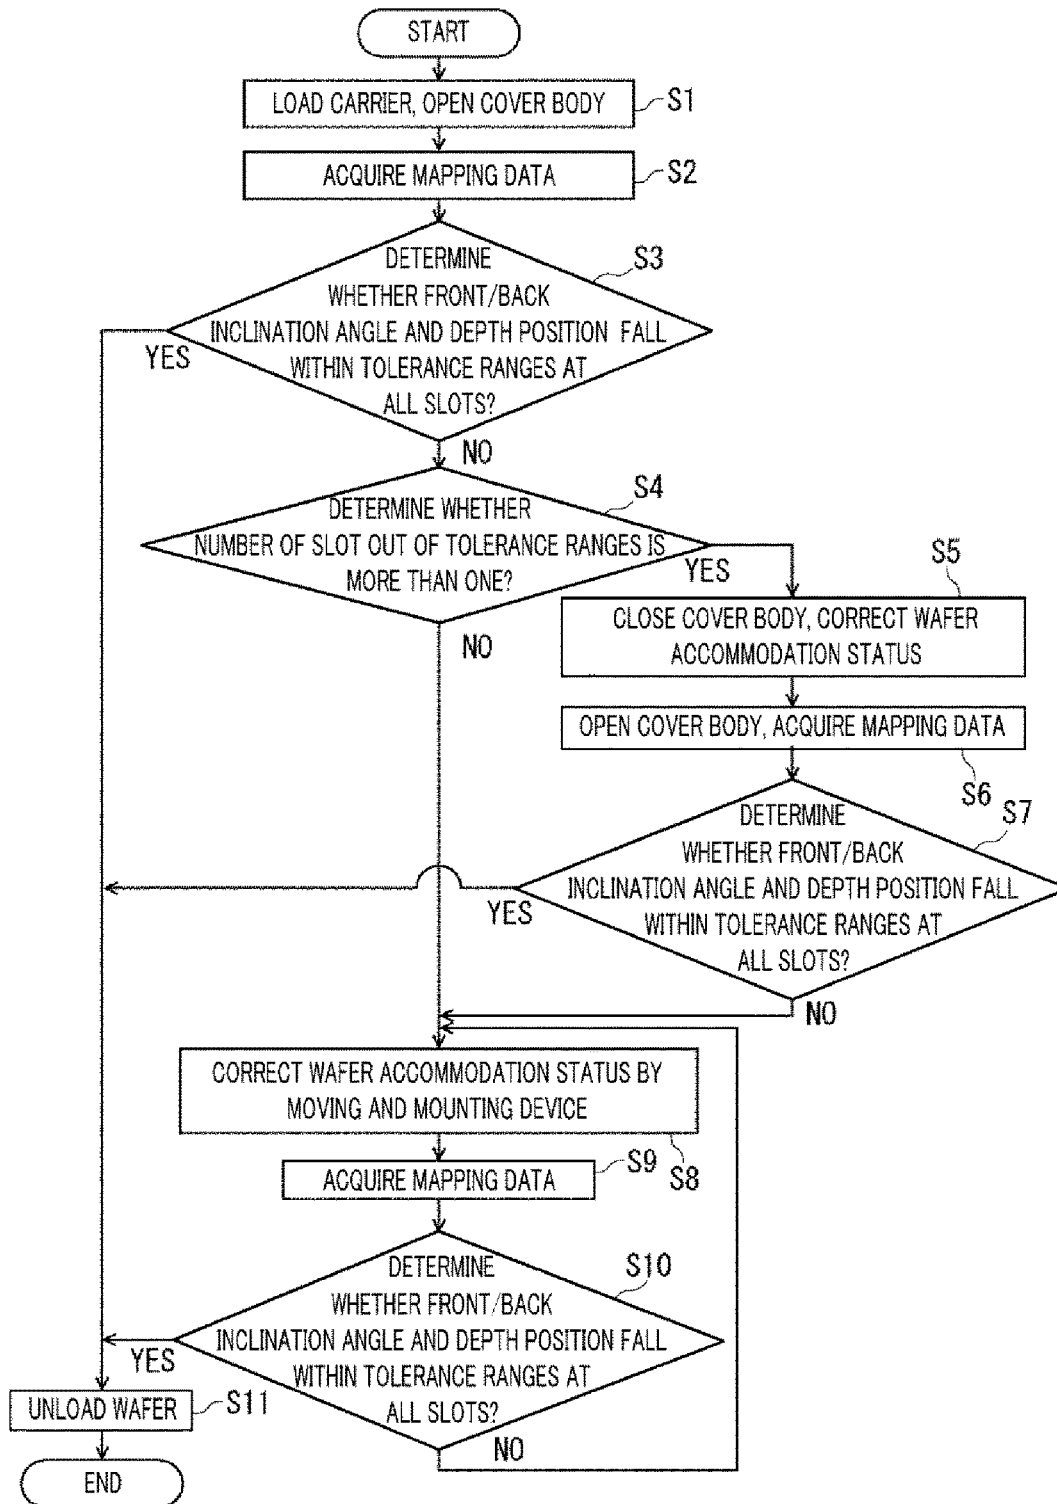 START
LOAD CARRIER, OPEN COVER BODY
S1
ACQUIRE MAPPING DATA
S2
S3
DETERMINE
WHETHER FRONT/BACK
INCLINATION ANGLE AND DEPTH POSITION FALL
WITHIN TOLERANCE RANGES AT
ALL SLOTS?
YES
NO
S4
DETERMINE WHETHER
NUMBER OF SLOT OUT OF TOLERANCE RANGES IS
MORE THAN ONE?
YES
NO
S5
CLOSE COVER BODY, CORRECT WAFER
ACCOMMODATION STATUS
OPEN COVER BODY, ACQUIRE MAPPING DATA
S6
S7
DETERMINE
WHETHER FRONT/BACK
INCLINATION ANGLE AND DEPTH POSITION FALL
WITHIN TOLERANCE RANGES AT
ALL SLOTS?
YES
NO
CORRECT WAFER ACCOMMODATION STATUS BY
MOVING AND MOUNTING DEVICE
S8
ACQUIRE MAPPING DATA
S9
S10
DETERMINE
WHETHER FRONT/BACK
INCLINATION ANGLE AND DEPTH POSITION FALL
WITHIN TOLERANCE RANGES AT
ALL SLOTS?
YES
NO
UNLOAD WAFER
S11
END